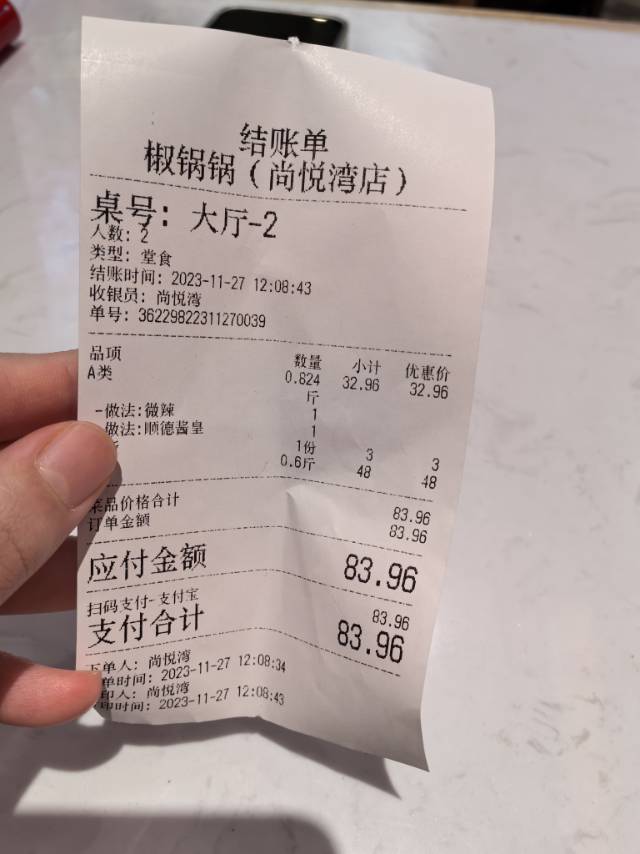 结账单
椒锅锅(尚悦湾店)
桌号: 大厅-2
人数: 2
类型: 堂食
结账时间: 2023-11-27 12:08:43
收银员: 尚悦湾
单号: 36229822311270039
品项 数量 小计 优惠价
A类 0.824 32.96 32.96
斤
-做法:微辣 1
做法:顺德酱皇 1
1份 3 3
0.6斤 48 48
菜品价格合计 83.96
订单金额 83.96
应付金额 83.96
扫码支付-支付宝 83.96
支付合计 83.96
下单人: 尚悦湾
单时间: 2023-11-27 12:08:34
印人: 尚悦湾
印时间: 2023-11-27 12:08:43